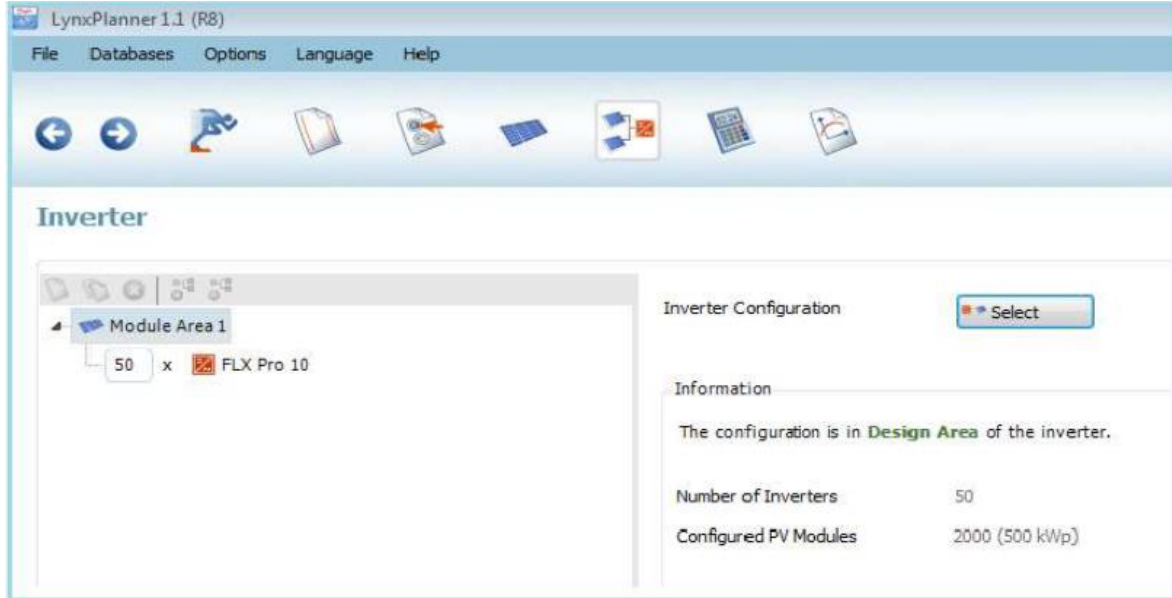 LynxPlanner 1.1 (R8)
File Databases Options Language Help
Inverter
Module Area 1
50 x FLX Pro 10
Inverter Configuration
Select
Information
The configuration is in Design Area of the inverter.
Number of Inverters 50
Configured PV Modules 2000 (500 kWp)